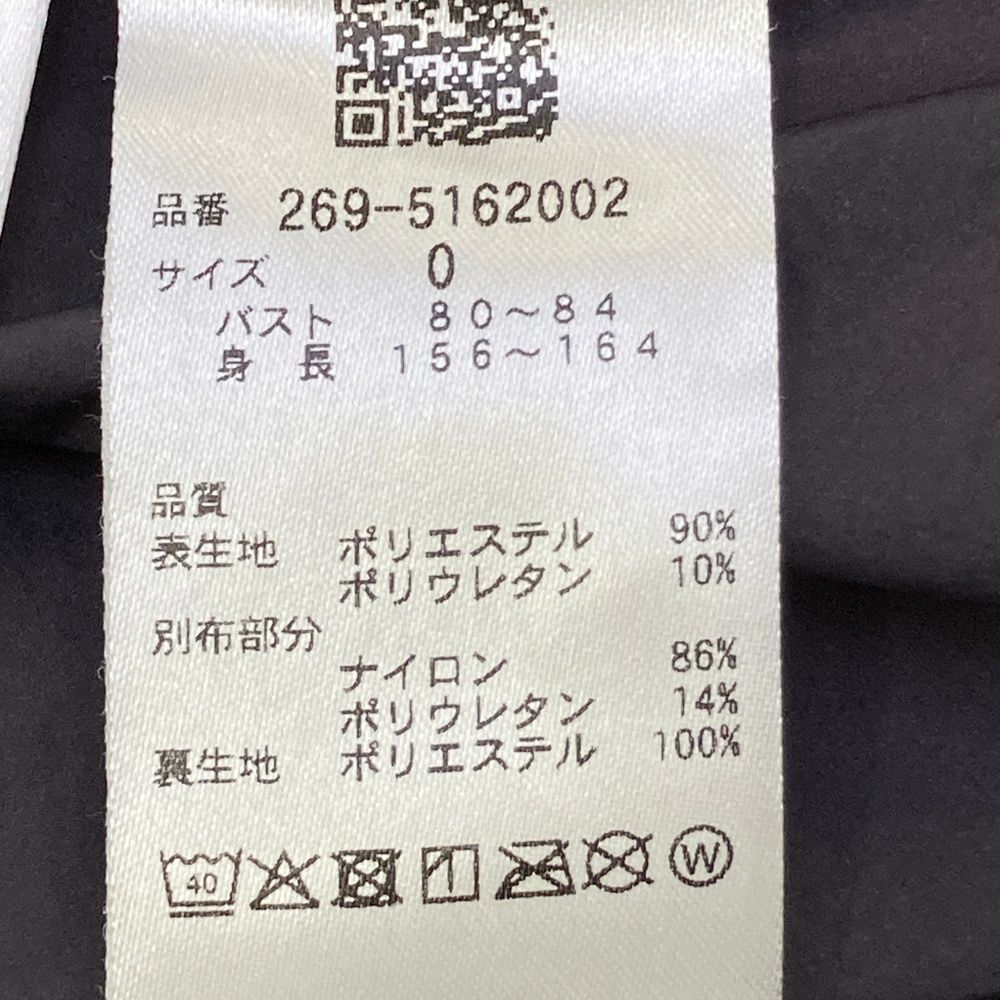 品番 269-5162002
サイズ 0
バスト 80～84
身 長 156～164
品質
表生地 ポリエステル 90%
ポリウレタン 10%
別布部分
ナイロン 86%
ポリウレタン 14%
裏生地 ポリエステル 100%
40 W